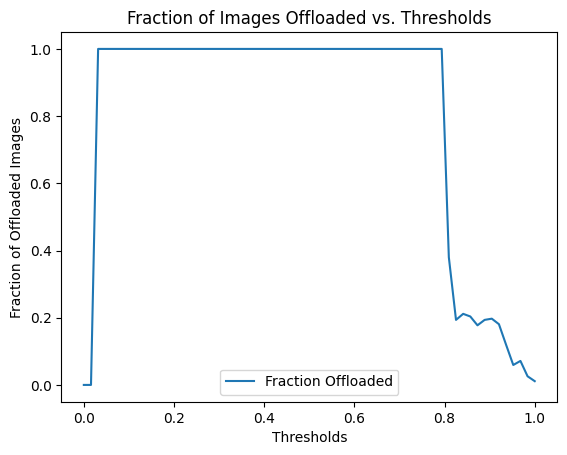 Fraction of Images Offloaded vs. Thresholds
Fraction of Offloaded Images
1.0
0.8
0.6
0.4
0.2
0.0
Fraction Offloaded
0.0 0.2 0.4 0.6 0.8 1.0
Thresholds